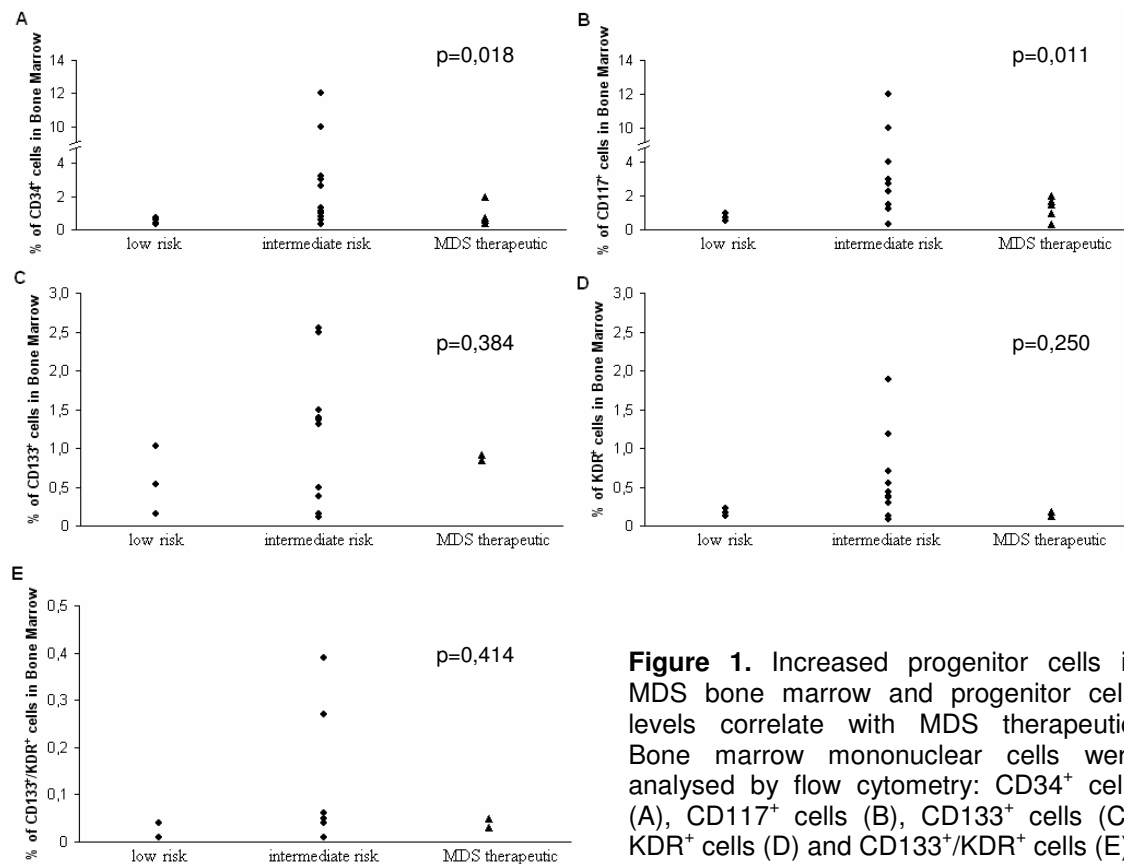 A
p=0,018
% of CD34⁺ cells in Bone Marrow
14
12
10
4
2
0
low risk intermediate risk MDS therapeutic
B
p=0,011
% of CD117⁺ cells in Bone Marrow
14
12
10
4
2
0
low risk intermediate risk MDS therapeutic
C
p=0,384
% of CD133⁺ cells in Bone Marrow
3,0
2,5
2,0
1,5
1,0
0,5
0
low risk intermediate risk MDS therapeutic
D
p=0,250
% of KDR⁺ cells in Bone Marrow
3,0
2,5
2,0
1,5
1,0
0,5
0
low risk intermediate risk MDS therapeutic
E
p=0,414
% of CD133⁺/KDR⁺ cells in Bone Marrow
0,5
0,4
0,3
0,2
0,1
0
low risk intermediate risk MDS therapeutic
Figure 1. Increased progenitor cells i
MDS bone marrow and progenitor cell
levels correlate with MDS therapeutic
Bone marrow mononuclear cells wer
analysed by flow cytometry: CD34⁺ cell
(A), CD117⁺ cells (B), CD133⁺ cells (C
KDR⁺ cells (D) and CD133⁺/KDR⁺ cells (E)